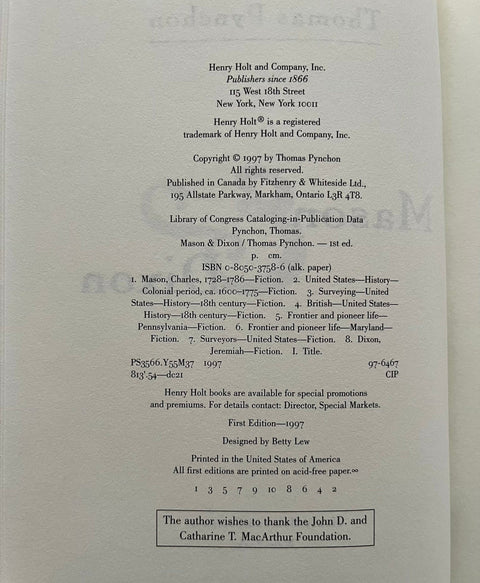 Thomas Pynchon
Henry Holt and Company, Inc.
Publishers since 1866
115 West 18th Street
New York, New York 10011
Henry Holt® is a registered
trademark of Henry Holt and Company, Inc.
Copyright © 1997 by Thomas Pynchon
All rights reserved.
Published in Canada by Fitzhenry & Whiteside Ltd.,
195 Allstate Parkway, Markham, Ontario L3R 4T8.
Mason
&
Dixon
Library of Congress Cataloging-in-Publication Data
Pynchon, Thomas.
Mason & Dixon / Thomas Pynchon. — 1st ed.
p. cm.
ISBN 0-8050-3758-6 (alk. paper)
1. Mason, Charles, 1728–1786—Fiction. 2. United States—History—
Colonial period, ca. 1600–1775—Fiction. 3. Surveying—United
States—History—18th century—Fiction. 4. British—United States—
History—18th century—Fiction. 5. Frontier and pioneer life—
Pennsylvania—Fiction. 6. Frontier and pioneer life—Maryland—
Fiction. 7. Surveyors—United States—Fiction. 8. Dixon,
Jeremiah—Fiction. I. Title.
PS3566.Y55M37 1997 97-6467
813'.54—dc21 CIP
Henry Holt books are available for special promotions
and premiums. For details contact: Director, Special Markets.
First Edition—1997
Designed by Betty Lew
Printed in the United States of America
All first editions are printed on acid-free paper.∞
1 3 5 7 9 10 8 6 4 2
The author wishes to thank the John D. and
Catharine T. MacArthur Foundation.